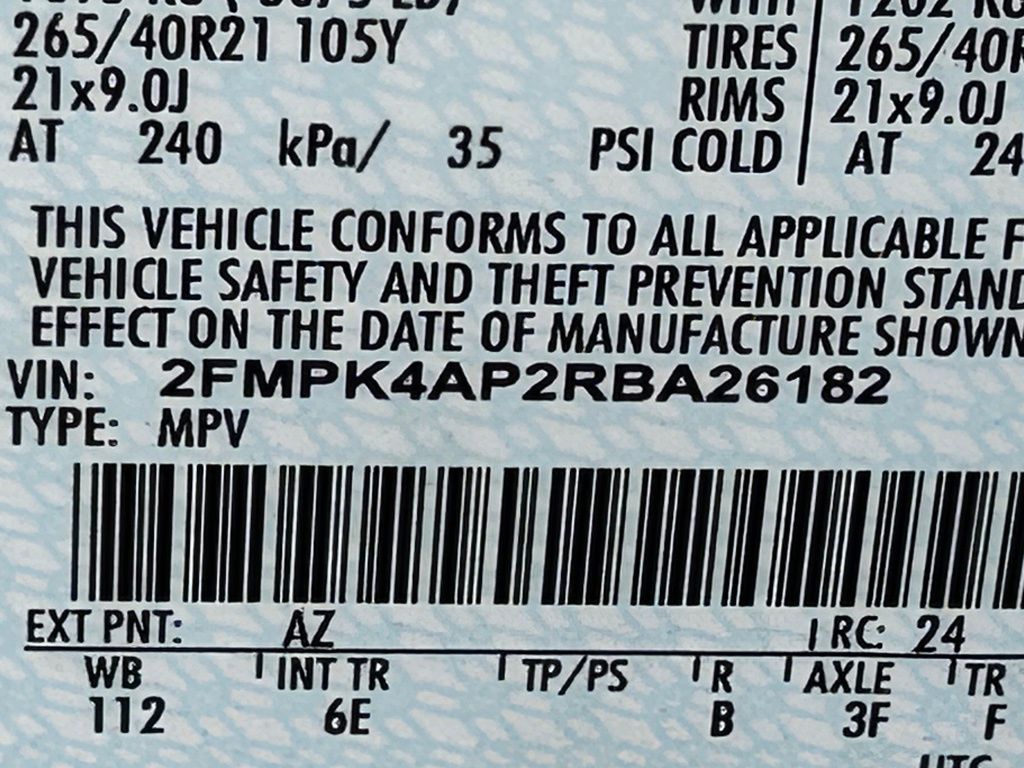 265/40R21 105Y TIRES 265/40R
21x9.0J RIMS 21x9.0J
AT 240 kPa/ 35 PSI COLD AT 24
THIS VEHICLE CONFORMS TO ALL APPLICABLE F
VEHICLE SAFETY AND THEFT PREVENTION STAND
EFFECT ON THE DATE OF MANUFACTURE SHOWN
VIN: 2FMPK4AP2RBA26182
TYPE: MPV
EXT PNT: AZ RC: 24
WB INT TR TP/PS R AXLE TR
112 6E B 3F F